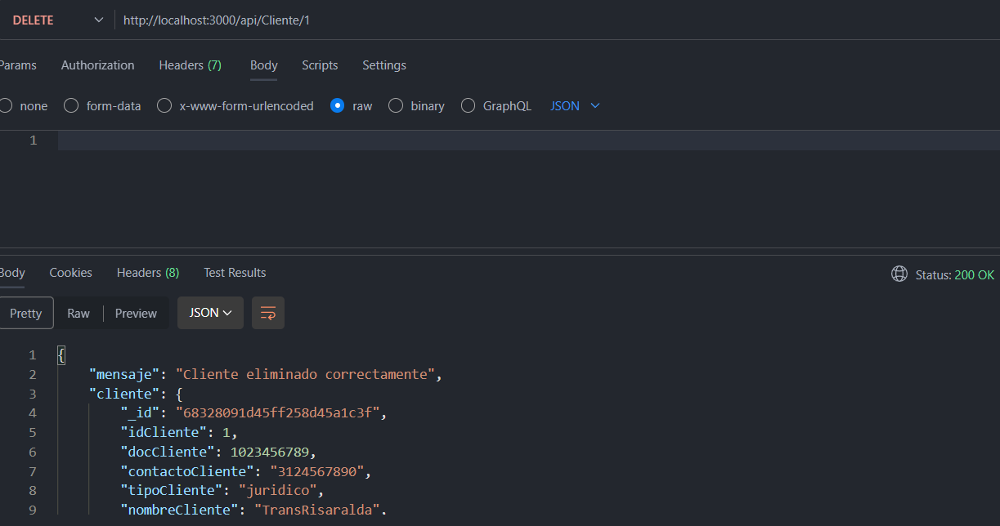 DELETE http://localhost:3000/api/Cliente/1
Params Authorization Headers (7) Body Scripts Settings
none form-data x-www-form-urlencoded raw binary GraphQL JSON
1
Body Cookies Headers (8) Test Results Status: 200 OK
Pretty Raw Preview JSON
1 {
2 "mensaje": "Cliente eliminado correctamente",
3 "cliente": {
4 "_id": "68328091d45ff258d45a1c3f",
5 "idCliente": 1,
6 "docCliente": 1023456789,
7 "contactoCliente": "3124567890",
8 "tipoCliente": "juridico",
9 "nombreCliente": "TransRisaralda".